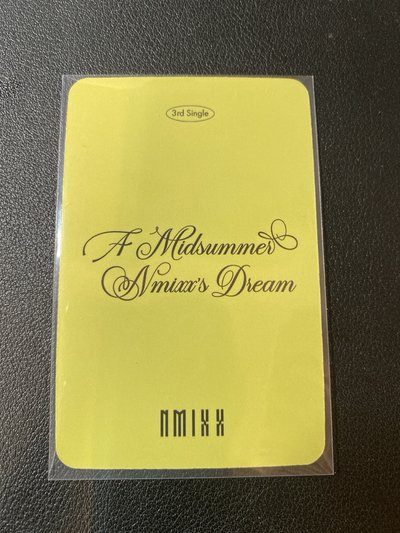 3rd Single
A Midsummer
Nmixx's Dream
NMIXX